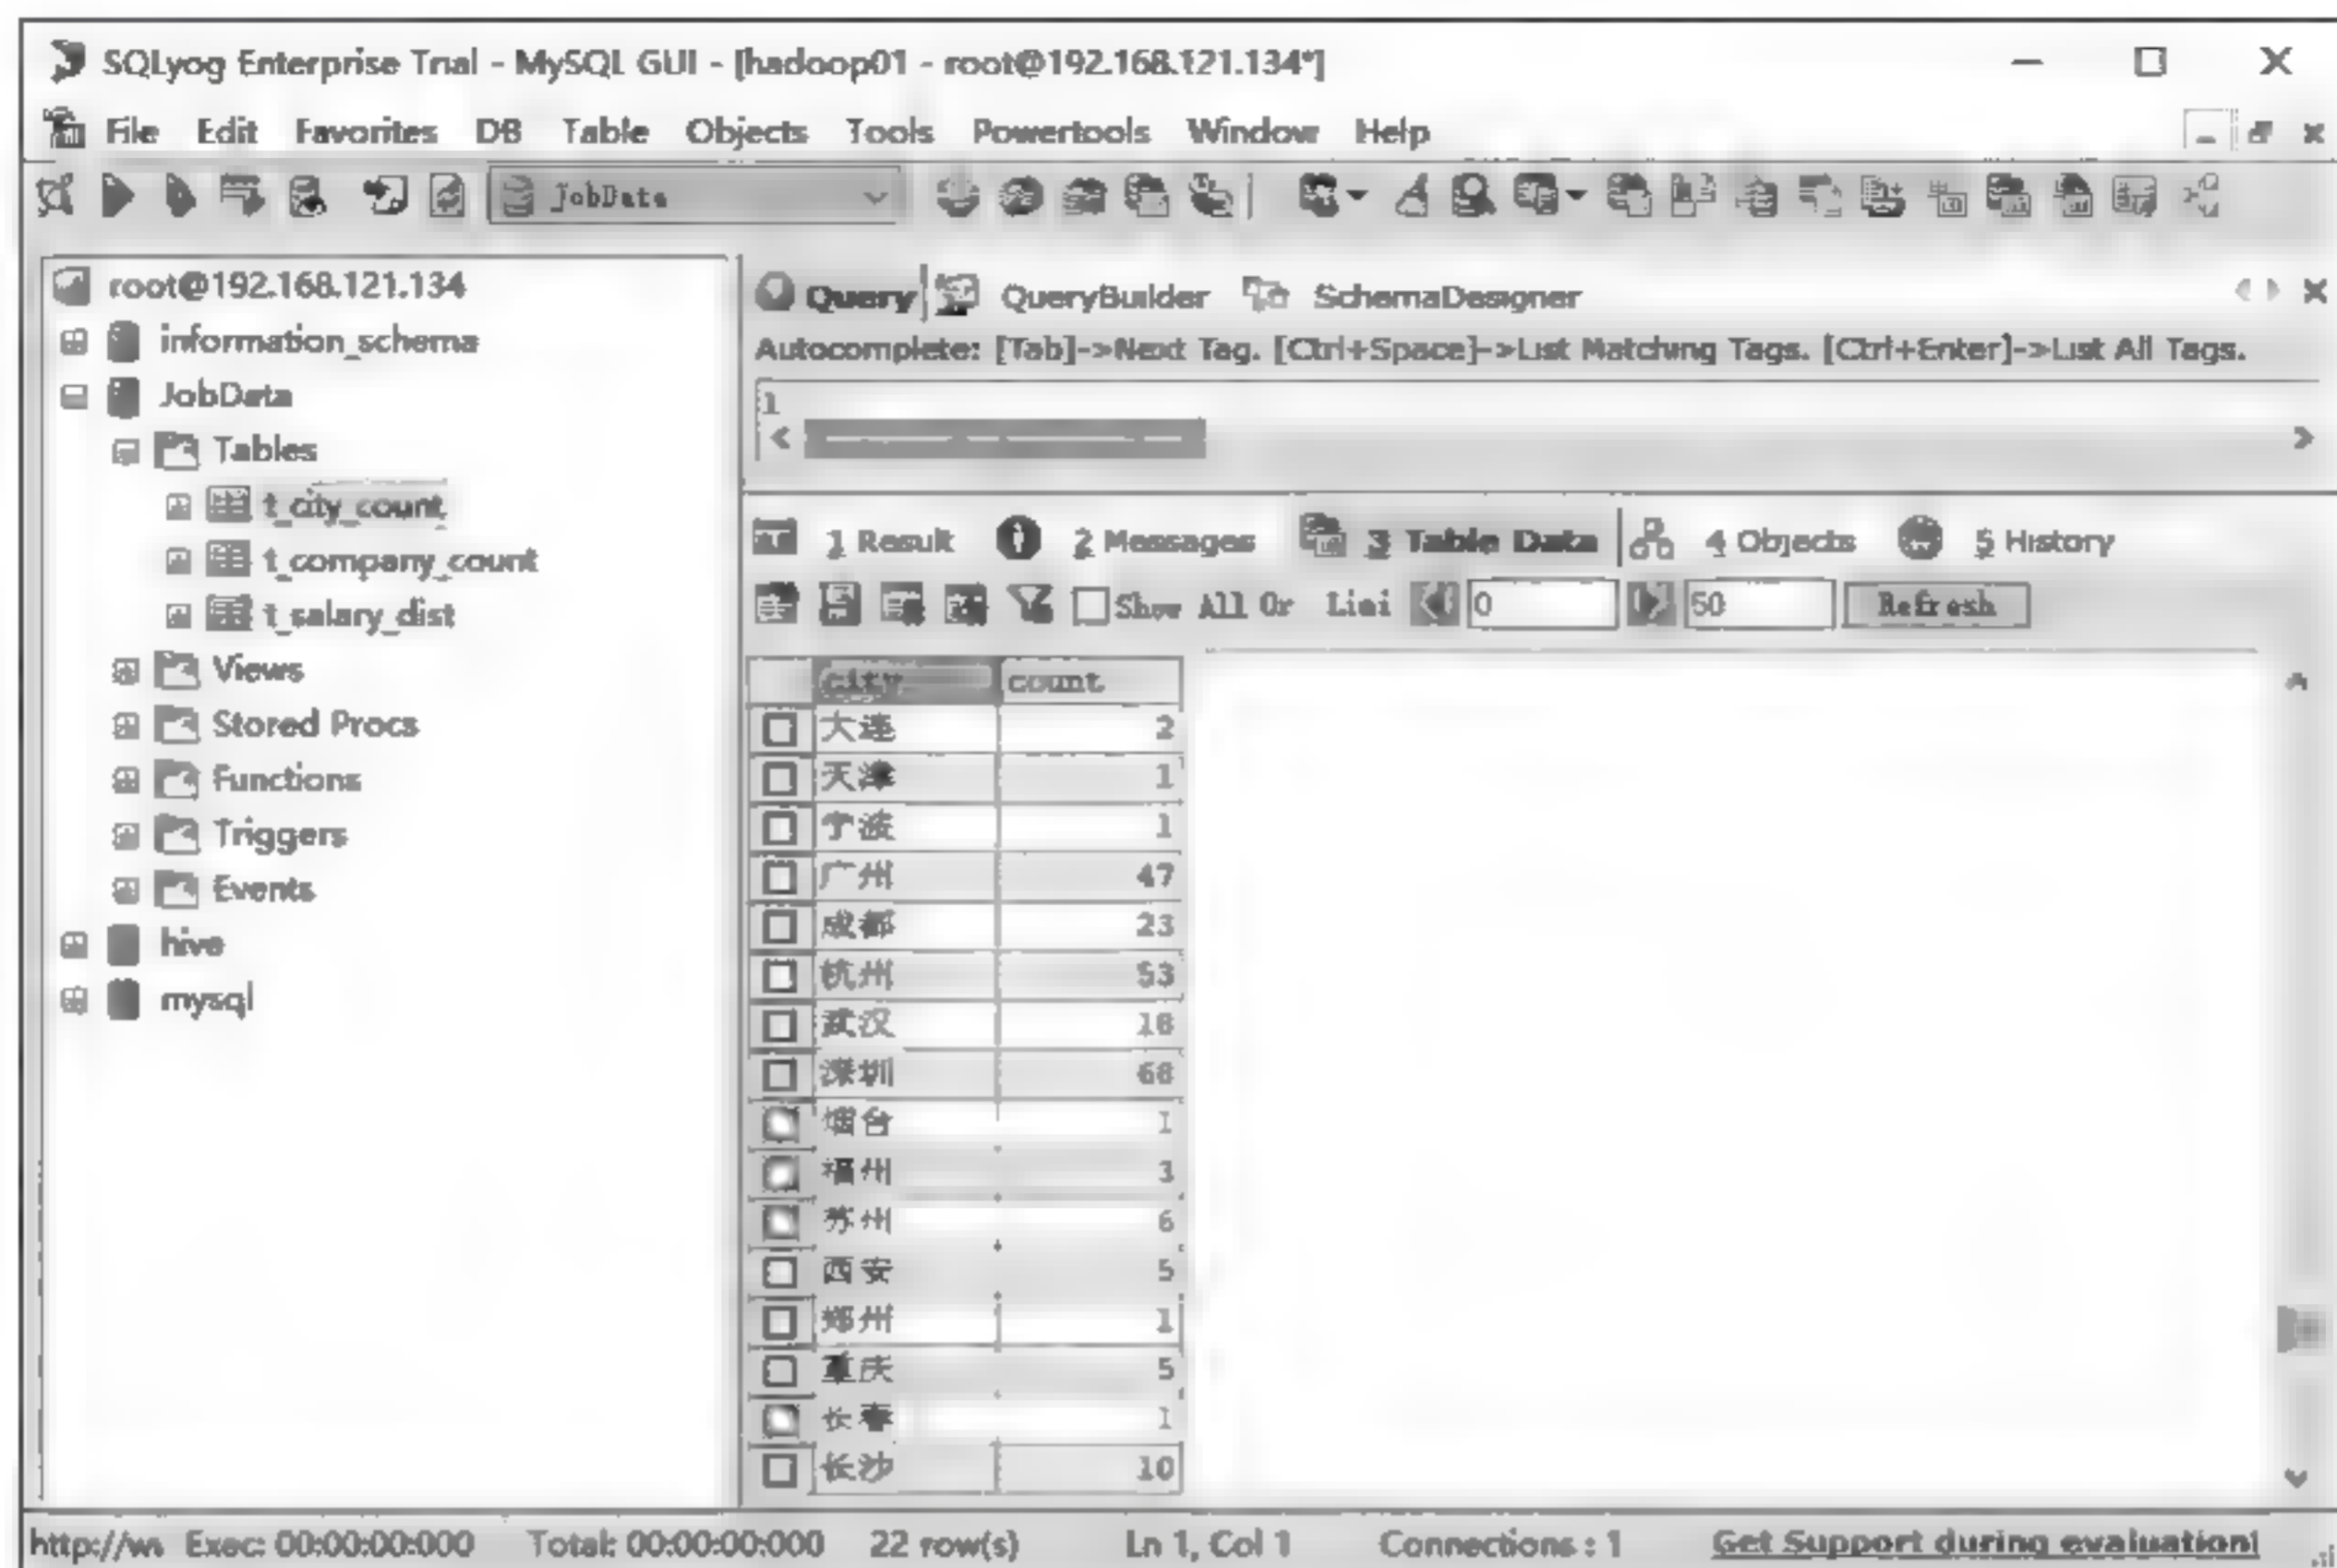 SQLyog Enterprise Trial - MySQL GUI - [hadoop01 - root@192.168.121.134*]
File Edit Favorites DB Table Objects Tools Powertools Window Help
JobData
root@192.168.121.134
information_schema
JobData
Tables
t_city_count
t_company_count
t_salary_dist
Views
Stored Procs
Functions
Triggers
Events
hive
mysql
Query QueryBuilder SchemaDesigner
Autocomplete: [Tab]->Next Tag. [Ctrl+Space]->List Matching Tags. [Ctrl+Enter]->List All Tags.
1
1 Result 2 Messages 3 Table Data 4 Objects 5 History
Show All Or Limi 0 50 Refresh
city count
大连 2
天津 1
宁波 1
广州 47
成都 23
杭州 53
武汉
深圳
烟台 1
福州 3
苏州 6
西安 5
郑州 1
重庆 5
长春 1
长沙 10
http://w Exec: 00:00:00:000 Total: 00:00:00:000 22 row(s) Ln 1, Col 1 Connections : 1 Get Support during evaluation!